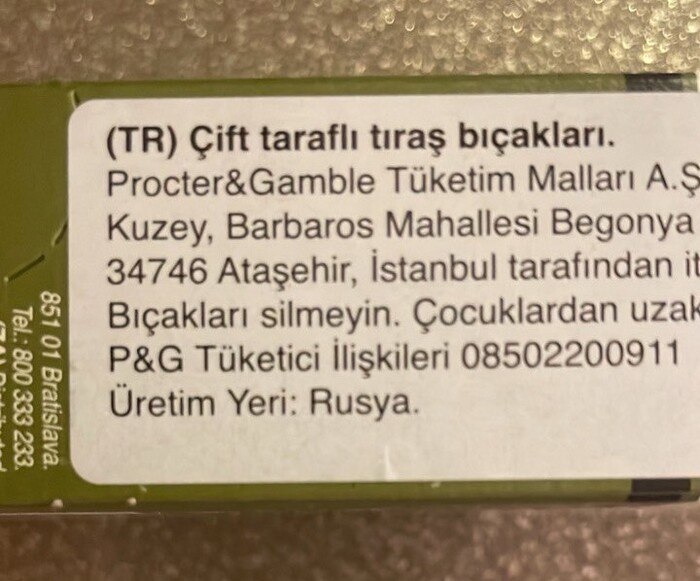 (TR) Çift taraflı tıraş bıçakları.
Procter&Gamble Tüketim Malları A.Ş
Kuzey, Barbaros Mahallesi Begonya
34746 Ataşehir, İstanbul tarafından it
Bıçakları silmeyin. Çocuklardan uzak
P&G Tüketici İlişkileri 08502200911
Üretim Yeri: Rusya.
851 01 Bratislava.
Tel.: 800 333 233.